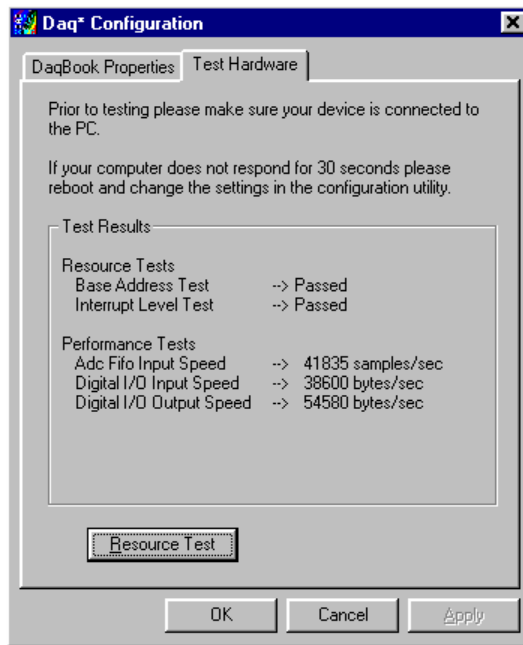 Daq* Configuration
DaqBook Properties
Test Hardware
Prior to testing please make sure your device is connected to
the PC.
If your computer does not respond for 30 seconds please
reboot and change the settings in the configuration utility.
Test Results
Resource Tests
Base Address Test --> Passed
Interrupt Level Test --> Passed
Performance Tests
Adc Fifo Input Speed --> 41835 samples/sec
Digital I/O Input Speed --> 38600 bytes/sec
Digital I/O Output Speed --> 54580 bytes/sec
Resource Test
OK Cancel Apply